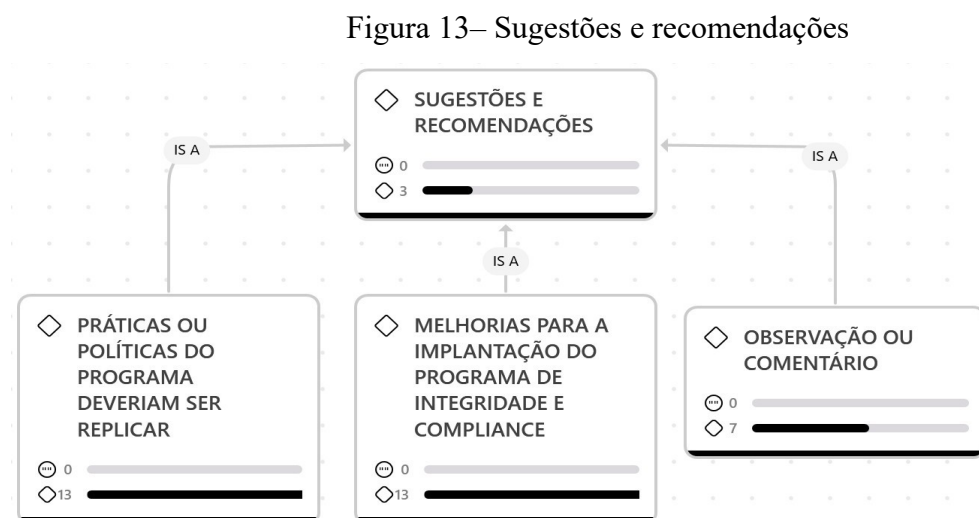 Figura 13– Sugestões e recomendações
SUGESTÕES E
RECOMENDAÇÕES
0
3
IS A
IS A
IS A
PRÁTICAS OU
POLÍTICAS DO
PROGRAMA
DEVERIAM SER
REPLICAR
0
13
MELHORIAS PARA A
IMPLANTAÇÃO DO
PROGRAMA DE
INTEGRIDADE E
COMPLIANCE
0
13
OBSERVAÇÃO OU
COMENTÁRIO
0
7